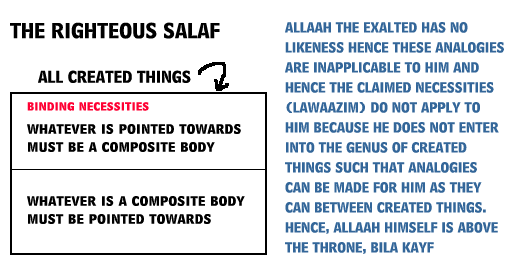 THE RIGHTEOUS SALAF
ALL CREATED THINGS
BINDING NECESSITIES
WHATEVER IS POINTED TOWARDS
MUST BE A COMPOSITE BODY
WHATEVER IS A COMPOSITE BODY
MUST BE POINTED TOWARDS
ALLAAH THE EXALTED HAS NO
LIKENESS HENCE THESE ANALOGIES
ARE INAPPLICABLE TO HIM AND
HENCE THE CLAIMED NECESSITIES
(LAWAAZIM) DO NOT APPLY TO
HIM BECAUSE HE DOES NOT ENTER
INTO THE GENUS OF CREATED
THINGS SUCH THAT ANALOGIES
CAN BE MADE FOR HIM AS THEY
CAN BETWEEN CREATED THINGS.
HENCE, ALLAAH HIMSELF IS ABOVE
THE THRONE, BILA KAYF